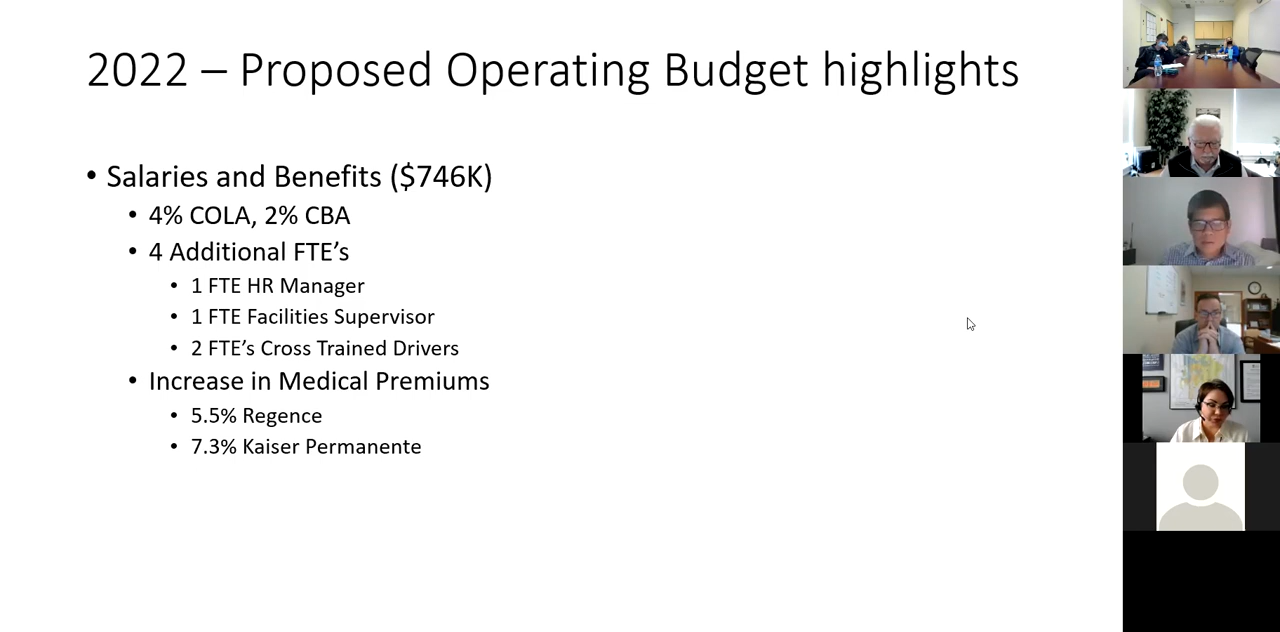 2022 – Proposed Operating Budget highlights
• Salaries and Benefits ($746K)
• 4% COLA, 2% CBA
• 4 Additional FTE’s
• 1 FTE HR Manager
• 1 FTE Facilities Supervisor
• 2 FTE’s Cross Trained Drivers
• Increase in Medical Premiums
• 5.5% Regence
• 7.3% Kaiser Permanente